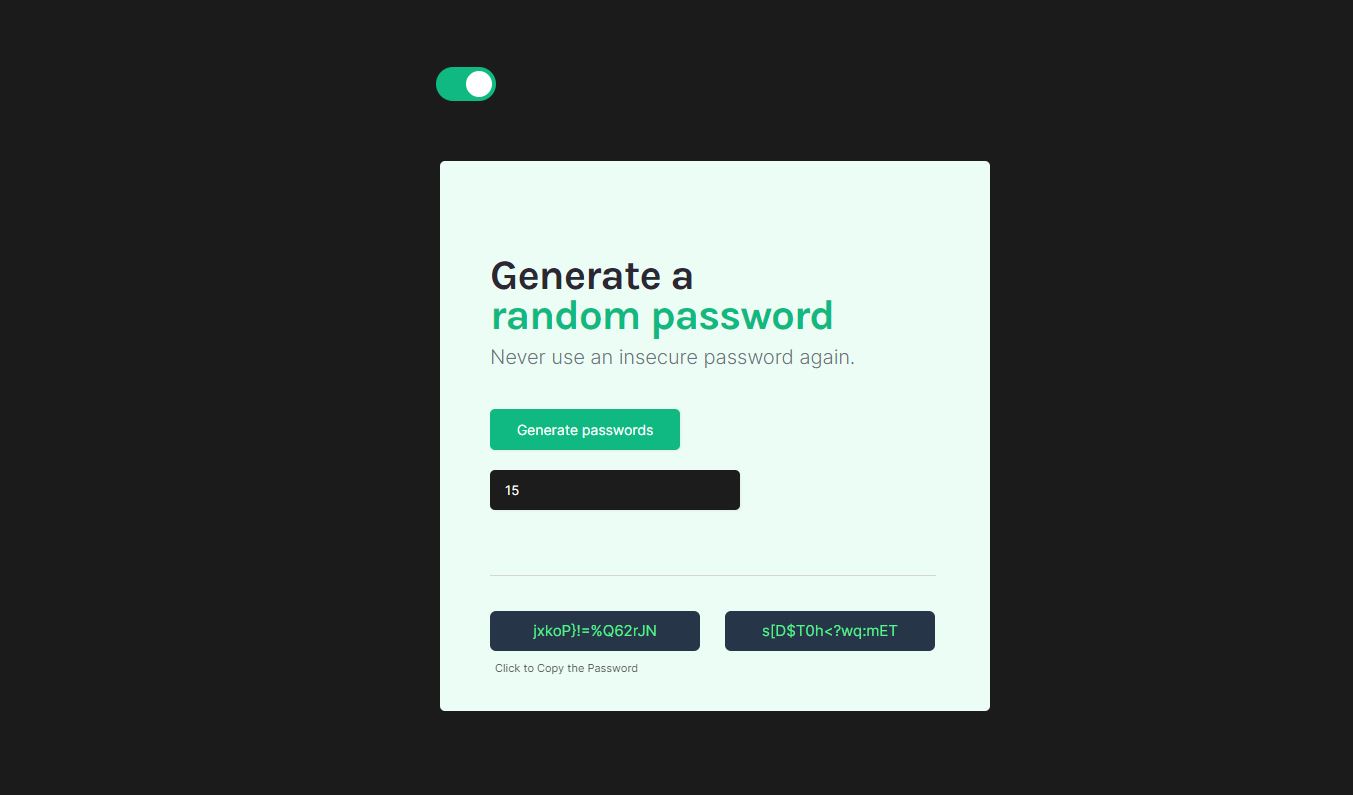 Generate a
random password
Never use an insecure password again.
Generate passwords
15
jxkoP}!=%Q62rJN
s[D$T0h<?wq:mET
Click to Copy the Password